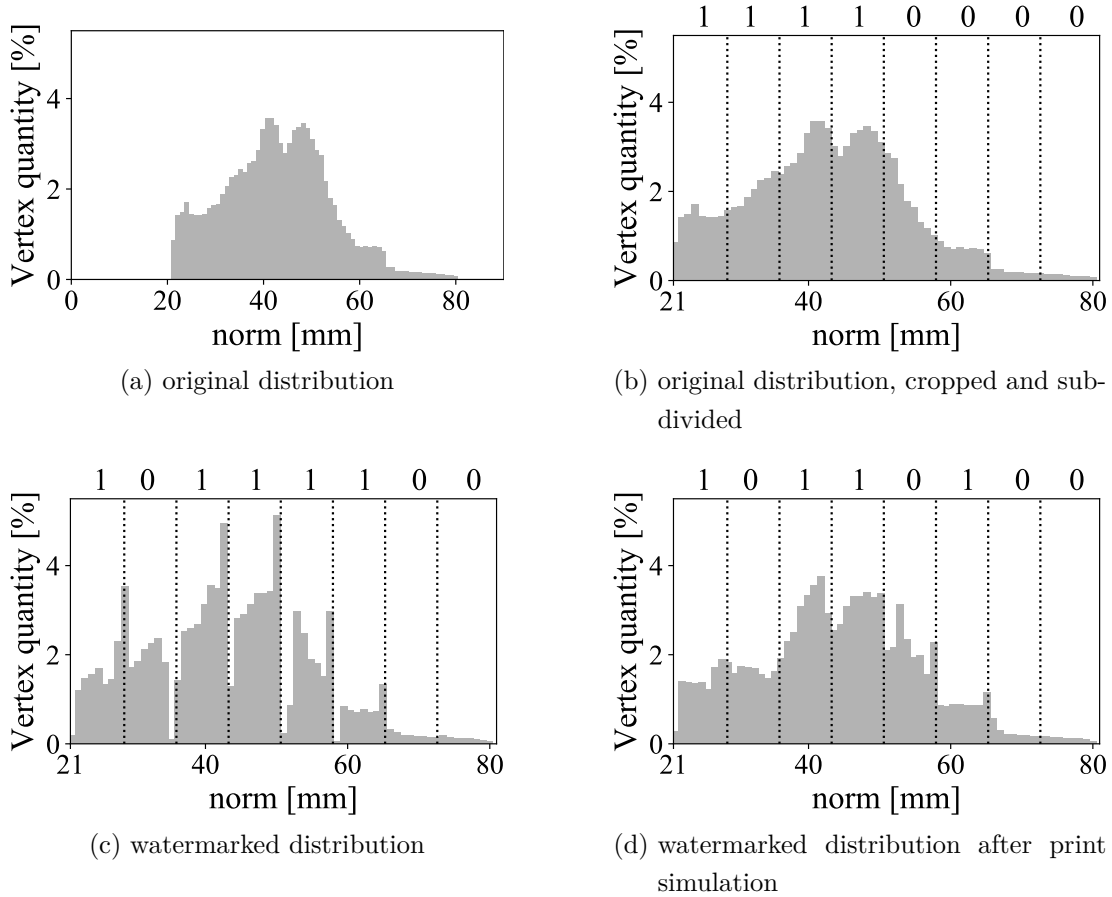 Vertex quantity [%]
4
2
0
0 20 40 60 80
norm [mm]
(a) original distribution
1 1 1 1 0 0 0 0
Vertex quantity [%]
4
2
0
21 40 60 80
norm [mm]
(b) original distribution, cropped and sub-
divided
1 0 1 1 1 1 0 0
Vertex quantity [%]
4
2
0
21 40 60 80
norm [mm]
(c) watermarked distribution
1 0 1 1 0 1 0 0
Vertex quantity [%]
4
2
0
21 40 60 80
norm [mm]
(d) watermarked distribution after print
simulation